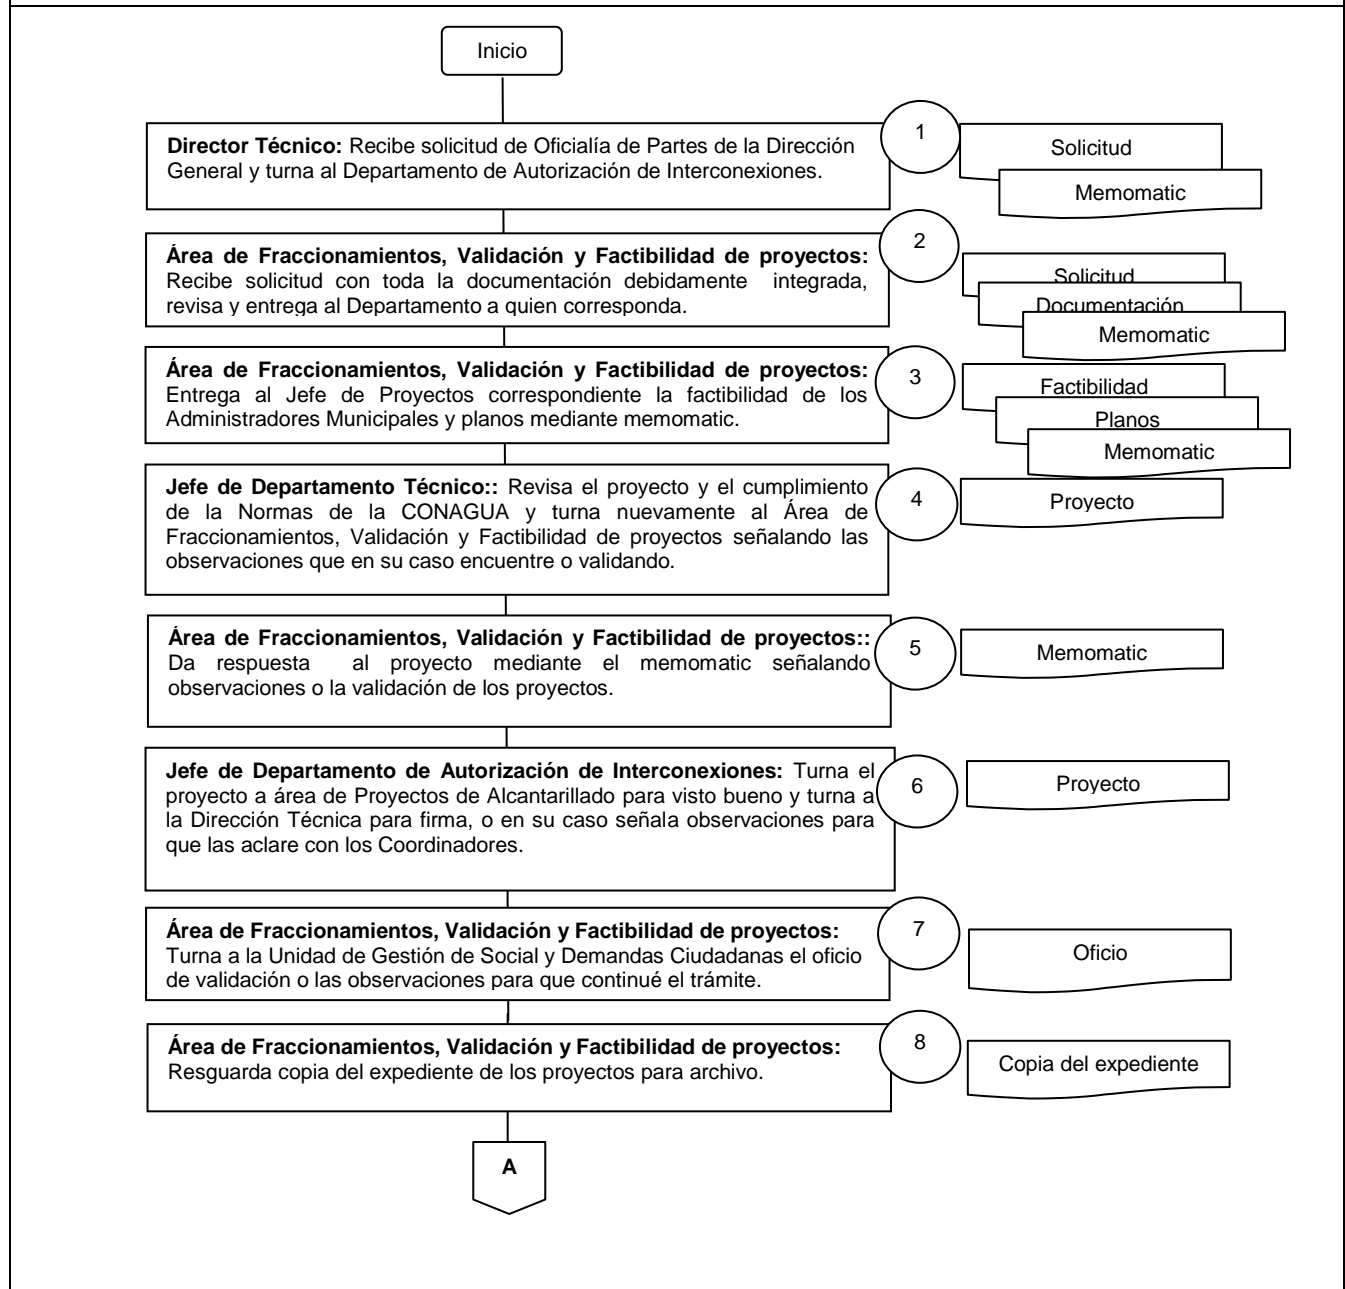 Inicio
Director Técnico: Recibe solicitud de Oficialía de Partes de la Dirección
General y turna al Departamento de Autorización de Interconexiones.
1
Solicitud
Memomatic
Área de Fraccionamientos, Validación y Factibilidad de proyectos:
Recibe solicitud con toda la documentación debidamente integrada,
revisa y entrega al Departamento a quien corresponda.
2
Solicitud
Documentación
Memomatic
Área de Fraccionamientos, Validación y Factibilidad de proyectos:
Entrega al Jefe de Proyectos correspondiente la factibilidad de los
Administradores Municipales y planos mediante memomatic.
3
Factibilidad
Planos
Memomatic
Jefe de Departamento Técnico:: Revisa el proyecto y el cumplimiento
de la Normas de la CONAGUA y turna nuevamente al Área de
Fraccionamientos, Validación y Factibilidad de proyectos señalando las
observaciones que en su caso encuentre o validando.
4
Proyecto
Área de Fraccionamientos, Validación y Factibilidad de proyectos::
Da respuesta al proyecto mediante el memomatic señalando
observaciones o la validación de los proyectos.
5
Memomatic
Jefe de Departamento de Autorización de Interconexiones: Turna el
proyecto a área de Proyectos de Alcantarillado para visto bueno y turna a
la Dirección Técnica para firma, o en su caso señala observaciones para
que las aclare con los Coordinadores.
6
Proyecto
Área de Fraccionamientos, Validación y Factibilidad de proyectos:
Turna a la Unidad de Gestión de Social y Demandas Ciudadanas el oficio
de validación o las observaciones para que continué el trámite.
7
Oficio
Área de Fraccionamientos, Validación y Factibilidad de proyectos:
Resguarda copia del expediente de los proyectos para archivo.
8
Copia del expediente
A